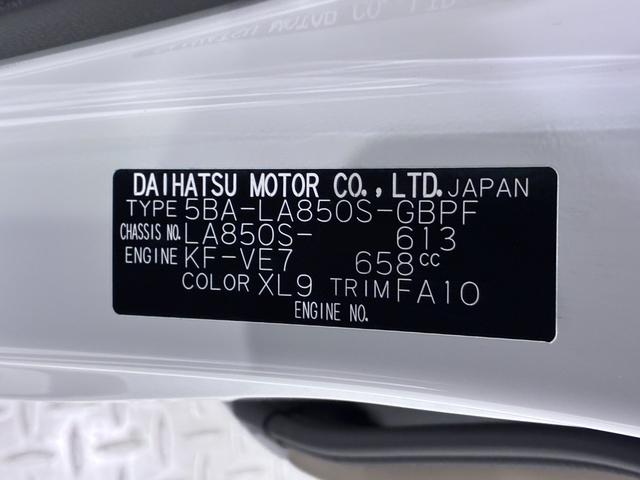 DAIHATSU MOTOR CO., LTD. JAPAN
TYPE 5BA-LA850S-GBPF
CHASSIS NO. LA850S- 613
ENGINE KF-VE7 658cc
COLOR XL9 TRIM FA10
ENGINE NO.